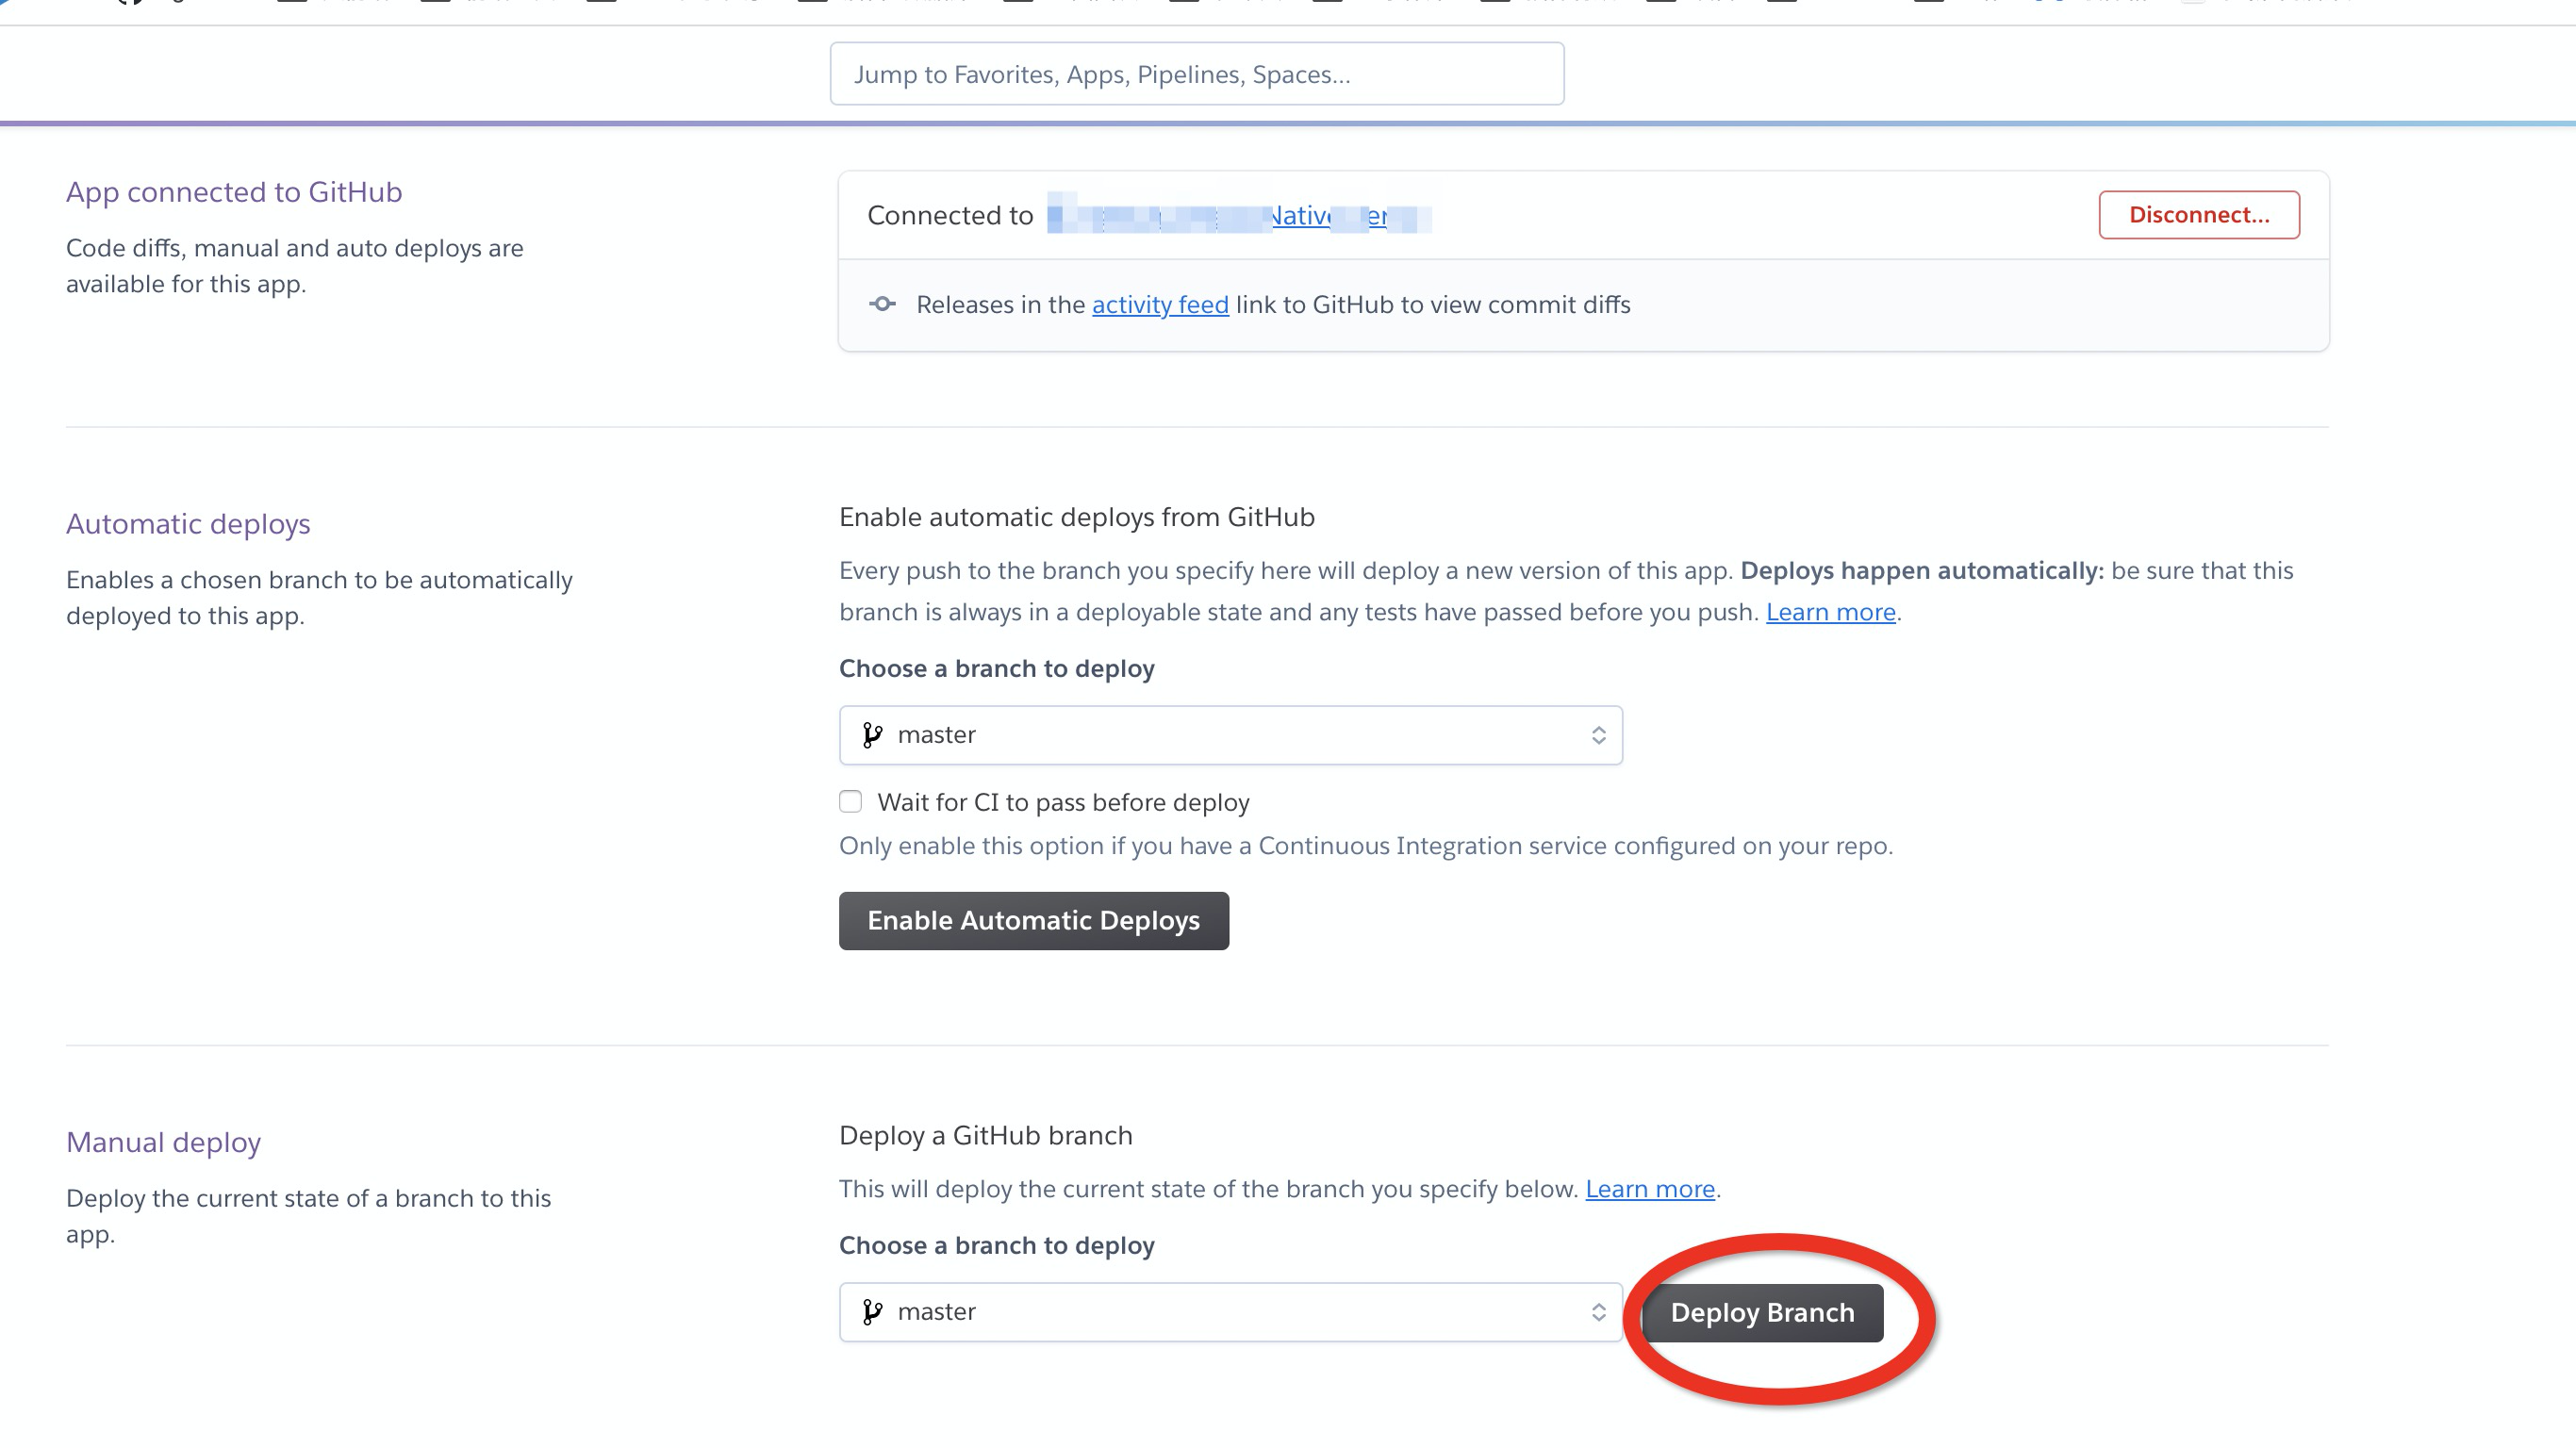 Jump to Favorites, Apps, Pipelines, Spaces...
App connected to GitHub
Code diffs, manual and auto deploys are
available for this app.
Connected to
Disconnect...
Releases in the activity feed link to GitHub to view commit diffs
Automatic deploys
Enables a chosen branch to be automatically
deployed to this app.
Enable automatic deploys from GitHub
Every push to the branch you specify here will deploy a new version of this app. Deploys happen automatically: be sure that this
branch is always in a deployable state and any tests have passed before you push. Learn more.
Choose a branch to deploy
master
Wait for CI to pass before deploy
Only enable this option if you have a Continuous Integration service configured on your repo.
Enable Automatic Deploys
Manual deploy
Deploy the current state of a branch to this
app.
Deploy a GitHub branch
This will deploy the current state of the branch you specify below. Learn more.
Choose a branch to deploy
master
Deploy Branch